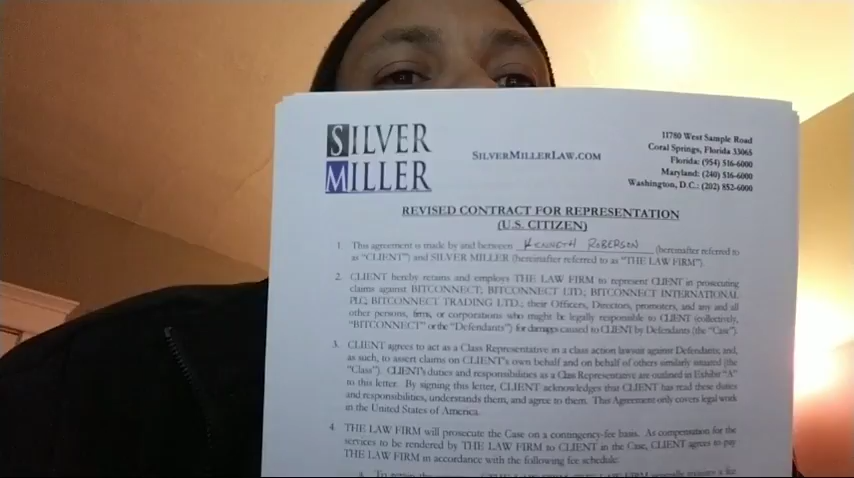 SILVER
MILLER
SILVERMILLERLAW.COM
11780 West Sample Road
Coral Springs, Florida 33065
Florida: (954) 516-6000
Maryland: (240) 516-6000
Washington, D.C.: (202) 852-6000
REVISED CONTRACT FOR REPRESENTATION
(U.S. CITIZEN)
1. This agreement is made by and between KENNETH ROBERSON (hereinafter referred to
as "CLIENT") and SILVER MILLER (hereinafter referred to as "THE LAW FIRM").
2. CLIENT hereby retains and employs THE LAW FIRM to represent CLIENT in prosecuting
claims against BITCONNECT; BITCONNECT LTD.; BITCONNECT INTERNATIONAL
PLC; BITCONNECT TRADING LTD.; their Officers, Directors, promoters, and any and all
other persons, firms, or corporations who might be legally responsible to CLIENT (collectively,
"BITCONNECT" or the "Defendants") for damages caused to CLIENT by Defendants (the "Case").
3. CLIENT agrees to act as a Class Representative in a class action lawsuit against Defendants; and,
as such, to assert claims on CLIENT's own behalf and on behalf of others similarly situated (the
"Class"). CLIENT's duties and responsibilities as a Class Representative are outlined in Exhibit "A"
to this letter. By signing this letter, CLIENT acknowledges that CLIENT has read these duties
and responsibilities, understands them, and agree to them. This Agreement only covers legal work
in the United States of America.
4. THE LAW FIRM will prosecute the Case on a contingency-fee basis. As compensation for the
services to be rendered by THE LAW FIRM to CLIENT in the Case, CLIENT agrees to pay
THE LAW FIRM in accordance with the following fee schedule: